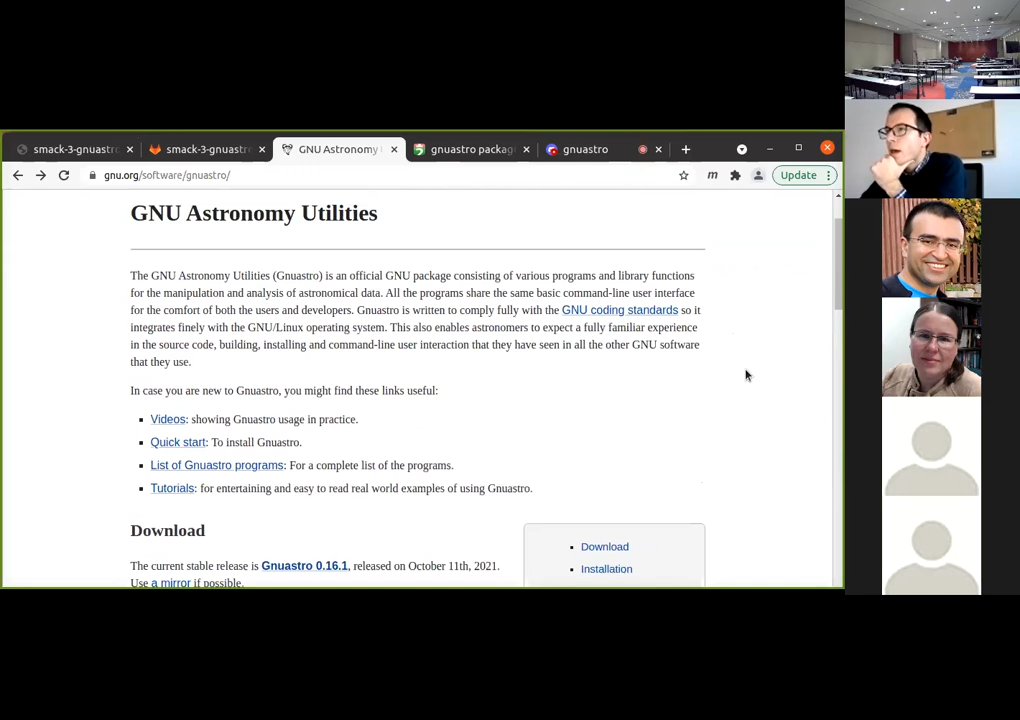 smack-3-gnuastro
smack-3-gnuastre
GNU Astronomy
gnuastro package
gnuastro
gnu.org/software/gnuastro/
m
Update
GNU Astronomy Utilities
The GNU Astronomy Utilities (Gnuastro) is an official GNU package consisting of various programs and library functions
for the manipulation and analysis of astronomical data. All the programs share the same basic command-line user interface
for the comfort of both the users and developers. Gnuastro is written to comply fully with the GNU coding standards so it
integrates finely with the GNU/Linux operating system. This also enables astronomers to expect a fully familiar experience
in the source code, building, installing and command-line user interaction that they have seen in all the other GNU software
that they use.
In case you are new to Gnuastro, you might find these links useful:
Videos: showing Gnuastro usage in practice.
Quick start: To install Gnuastro.
List of Gnuastro programs: For a complete list of the programs.
Tutorials: for entertaining and easy to read real world examples of using Gnuastro.
Download
The current stable release is Gnuastro 0.16.1, released on October 11th, 2021.
Use a mirror if possible.
Download
Installation